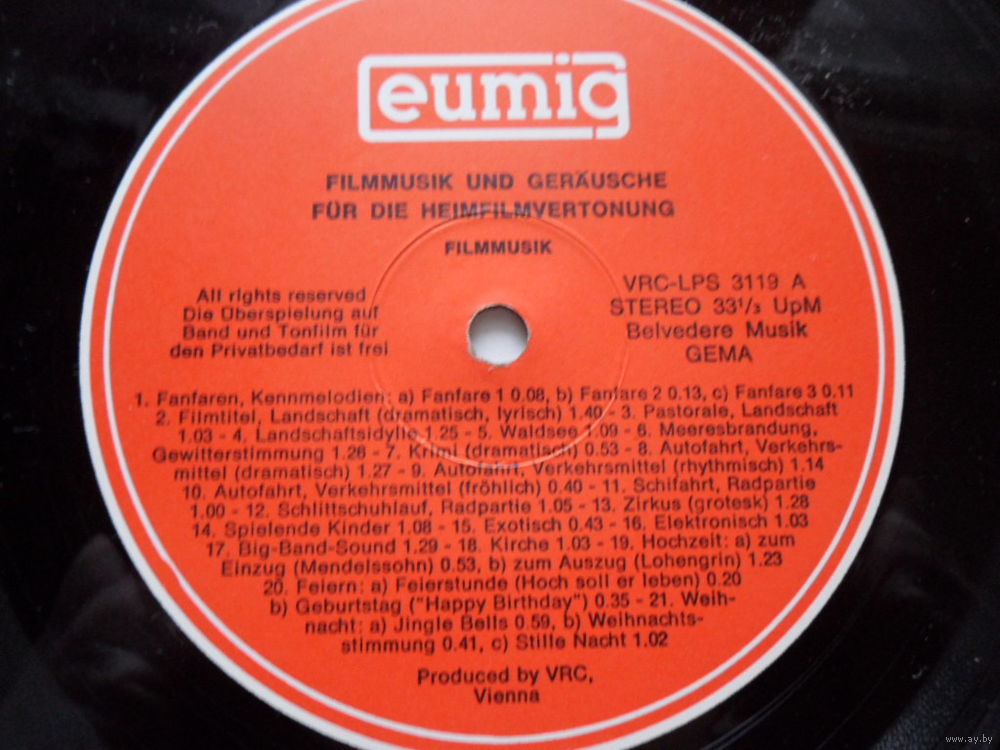 eumig
FILMMUSIK UND GERÄUSCHE
FÜR DIE HEIMFILMVERTONUNG
FILMMUSIK
All rights reserved
Die Überspielung auf
Band und Tonfilm für
den Privatbedarf ist frei
VRC-LPS 3119 A
STEREO 33¹/₃ UpM
Belvedere Musik
GEMA
1. Fanfaren, Kennmelodien: a) Fanfare 1 0.08, b) Fanfare 2 0.13, c) Fanfare 3 0.11
2. Filmtitel, Landschaft (dramatisch, lyrisch) 1.40 - 3. Pastorale, Landschaft
1.03 - 4. Landschaftsidylle 1.25 - 5. Waldsee 1.09 - 6. Meeresbrandung,
Gewitterstimmung 1.26 - 7. Krimi (dramatisch) 0.53 - 8. Autofahrt, Verkehrs-
mittel (dramatisch) 1.27 - 9. Autofahrt, Verkehrsmittel (rhythmisch) 1.14
10. Autofahrt, Verkehrsmittel (fröhlich) 0.40 - 11. Schifahrt, Radpartie
1.00 - 12. Schlittschuhlauf, Radpartie 1.05 - 13. Zirkus (grotesk) 1.28
14. Spielende Kinder 1.08 - 15. Exotisch 0.43 - 16. Elektronisch 1.03
17. Big-Band-Sound 1.29 - 18. Kirche 1.03 - 19. Hochzeit: a) zum
Einzug (Mendelssohn) 0.53, b) zum Auszug (Lohengrin) 1.23
20. Feiern: a) Feierstunde (Hoch soll er leben) 0.20
b) Geburtstag ("Happy Birthday") 0.35 - 21. Weih-
nacht: a) Jingle Bells 0.59, b) Weihnachts-
stimmung 0.41, c) Stille Nacht 1.02
Produced by VRC,
Vienna
www.ay.by